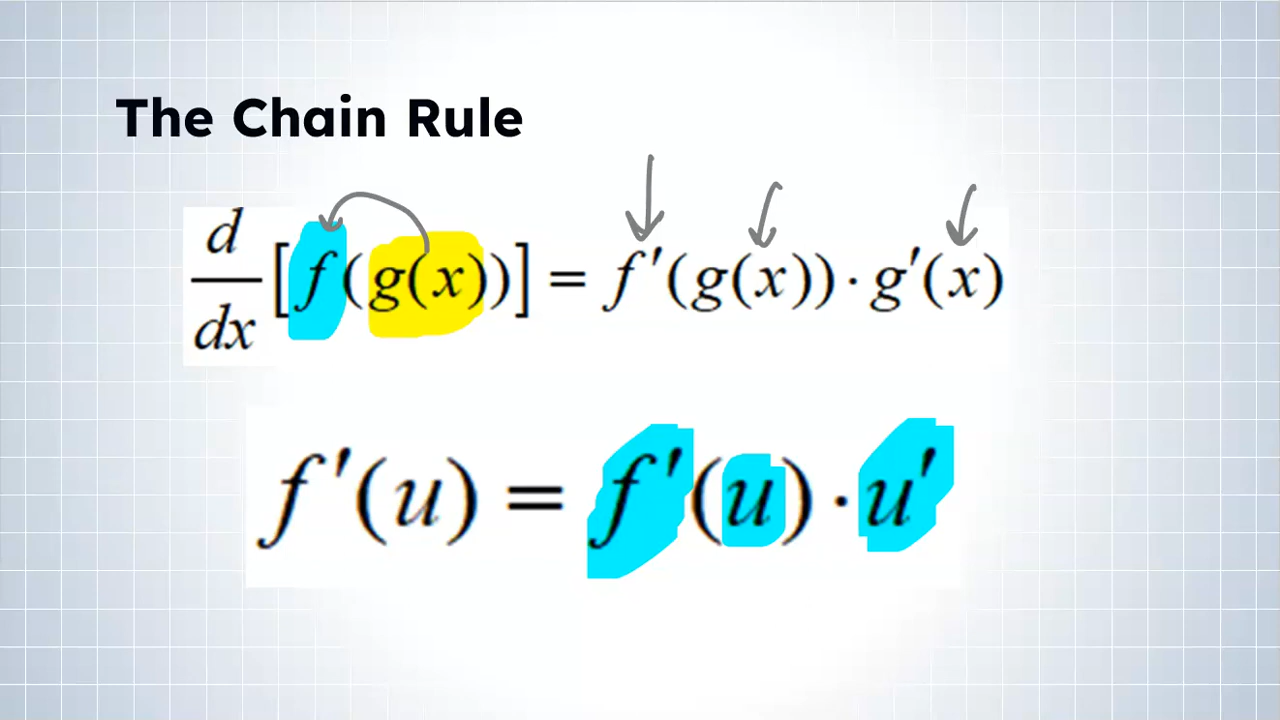 The Chain Rule
d/dx [f(g(x))] = f′(g(x)) · g′(x)
f′(u) = f′(u) · u′